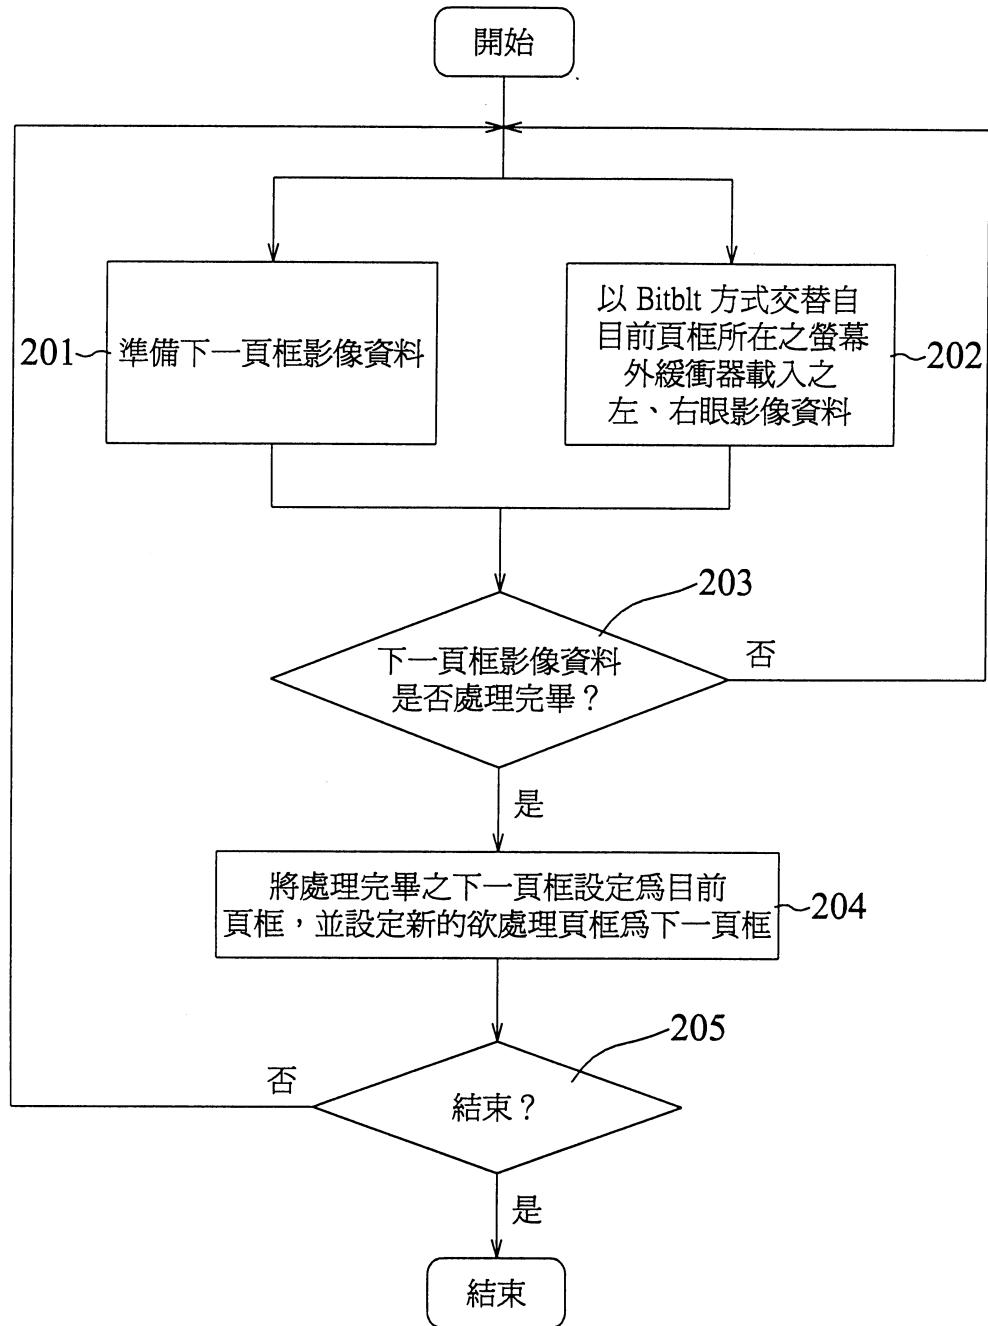 開始
201
準備下一頁框影像資料
以 Bitblt 方式交替自
目前頁框所在之螢幕
外緩衝器載入之
左、右眼影像資料
202
203
下一頁框影像資料
是否處理完畢？
否
是
將處理完畢之下一頁框設定爲目前
頁框，並設定新的欲處理頁框爲下一頁框
204
205
否
結束？
是
結束